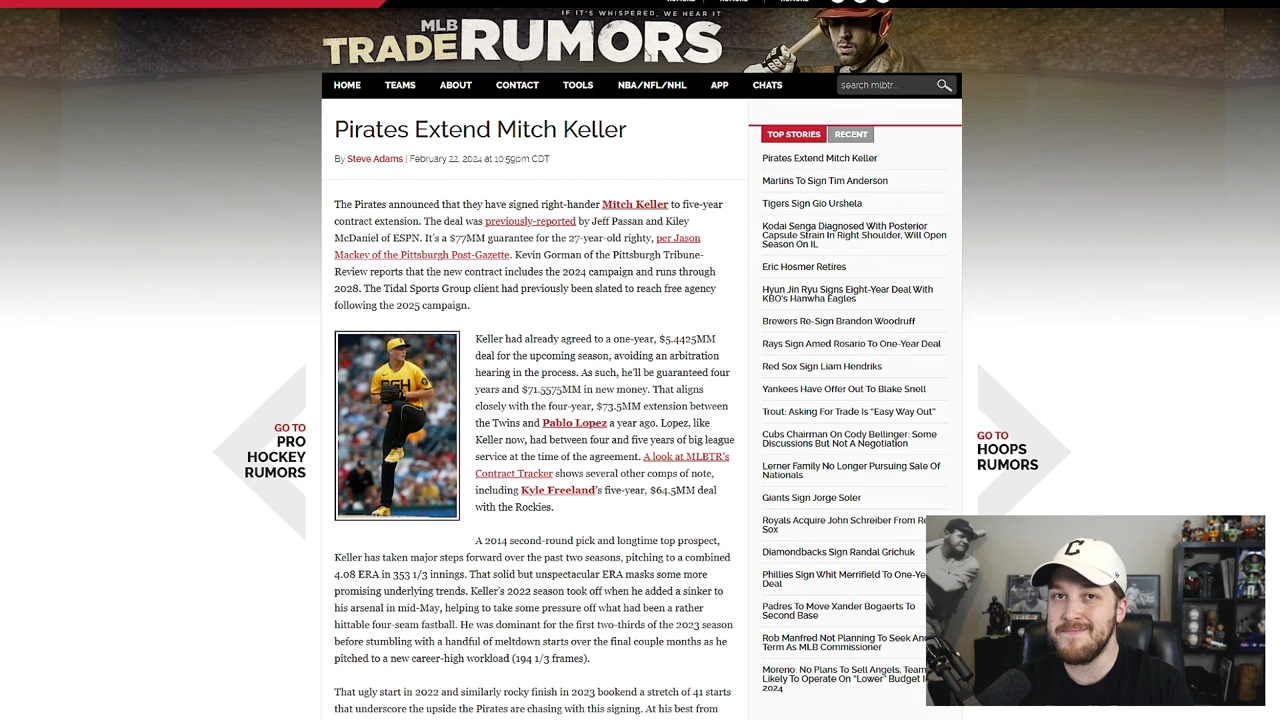 IF IT'S WHISPERED, WE HEAR IT
MLB
TRADERUMORS
HOME TEAMS ABOUT CONTACT TOOLS NBA/NFL/NHL APP CHATS
search mlbtr...
Pirates Extend Mitch Keller
By Steve Adams | February 22, 2024 at 10:59pm CDT
The Pirates announced that they have signed right-hander Mitch Keller to five-year
contract extension. The deal was previously-reported by Jeff Passan and Kiley
McDaniel of ESPN. It's a $77MM guarantee for the 27-year-old righty, per Jason
Mackey of the Pittsburgh Post-Gazette. Kevin Gorman of the Pittsburgh Tribune-
Review reports that the new contract includes the 2024 campaign and runs through
2028. The Tidal Sports Group client had previously been slated to reach free agency
following the 2025 campaign.
PGH
Keller had already agreed to a one-year, $5.4425MM
deal for the upcoming season, avoiding an arbitration
hearing in the process. As such, he'll be guaranteed four
years and $71.5575MM in new money. That aligns
closely with the four-year, $73.5MM extension between
the Twins and Pablo Lopez a year ago. Lopez, like
Keller now, had between four and five years of big league
service at the time of the agreement. A look at MLBTR's
Contract Tracker shows several other comps of note,
including Kyle Freeland's five-year, $64.5MM deal
with the Rockies.
A 2014 second-round pick and longtime top prospect,
Keller has taken major steps forward over the past two seasons, pitching to a combined
4.08 ERA in 353 1/3 innings. That solid but unspectacular ERA masks some more
promising underlying trends. Keller's 2022 season took off when he added a sinker to
his arsenal in mid-May, helping to take some pressure off what had been a rather
hittable four-seam fastball. He was dominant for the first two-thirds of the 2023 season
before stumbling with a handful of meltdown starts over the final couple months as he
pitched to a new career-high workload (194 1/3 frames).
That ugly start in 2022 and similarly rocky finish in 2023 bookend a stretch of 41 starts
that underscore the upside the Pirates are chasing with this signing. At his best from
TOP STORIES RECENT
Pirates Extend Mitch Keller
Marlins To Sign Tim Anderson
Tigers Sign Gio Urshela
Kodai Senga Diagnosed With Posterior
Capsule Strain In Right Shoulder, Will Open
Season On IL
Eric Hosmer Retires
Hyun Jin Ryu Signs Eight-Year Deal With
KBO's Hanwha Eagles
Brewers Re-Sign Brandon Woodruff
Rays Sign Amed Rosario To One-Year Deal
Red Sox Sign Liam Hendriks
Yankees Have Offer Out To Blake Snell
Trout: Asking For Trade Is "Easy Way Out"
Cubs Chairman On Cody Bellinger: Some
Discussions But Not A Negotiation
Lerner Family No Longer Pursuing Sale Of
Nationals
Giants Sign Jorge Soler
Royals Acquire John Schreiber From Re
Sox
Diamondbacks Sign Randal Grichuk
Phillies Sign Whit Merrifield To One-Ye
Deal
Padres To Move Xander Bogaerts To
Second Base
Rob Manfred Not Planning To Seek An
Term As MLB Commissioner
Moreno: No Plans To Sell Angels, Team
Likely To Operate On "Lower" Budget I
2024
GO TO
PRO
HOCKEY
RUMORS
GO TO
HOOPS
RUMORS
C